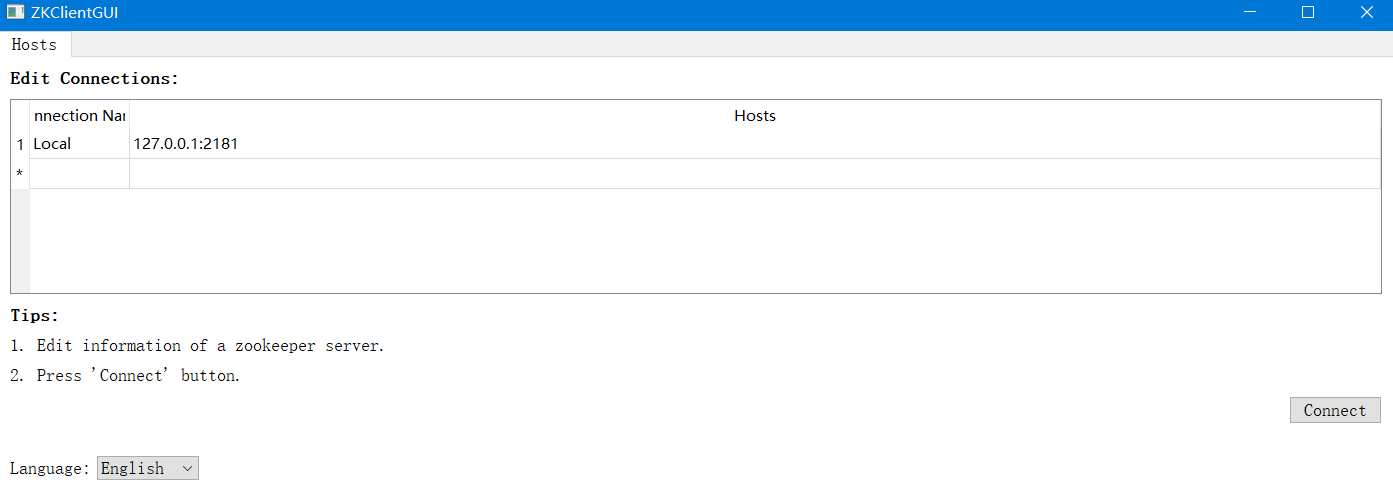 ZKClientGUI
Hosts
Edit Connections:
nnection Nar Hosts
1 Local 127.0.0.1:2181
*
Tips:
1. Edit information of a zookeeper server.
2. Press 'Connect' button.
Connect
Language: English